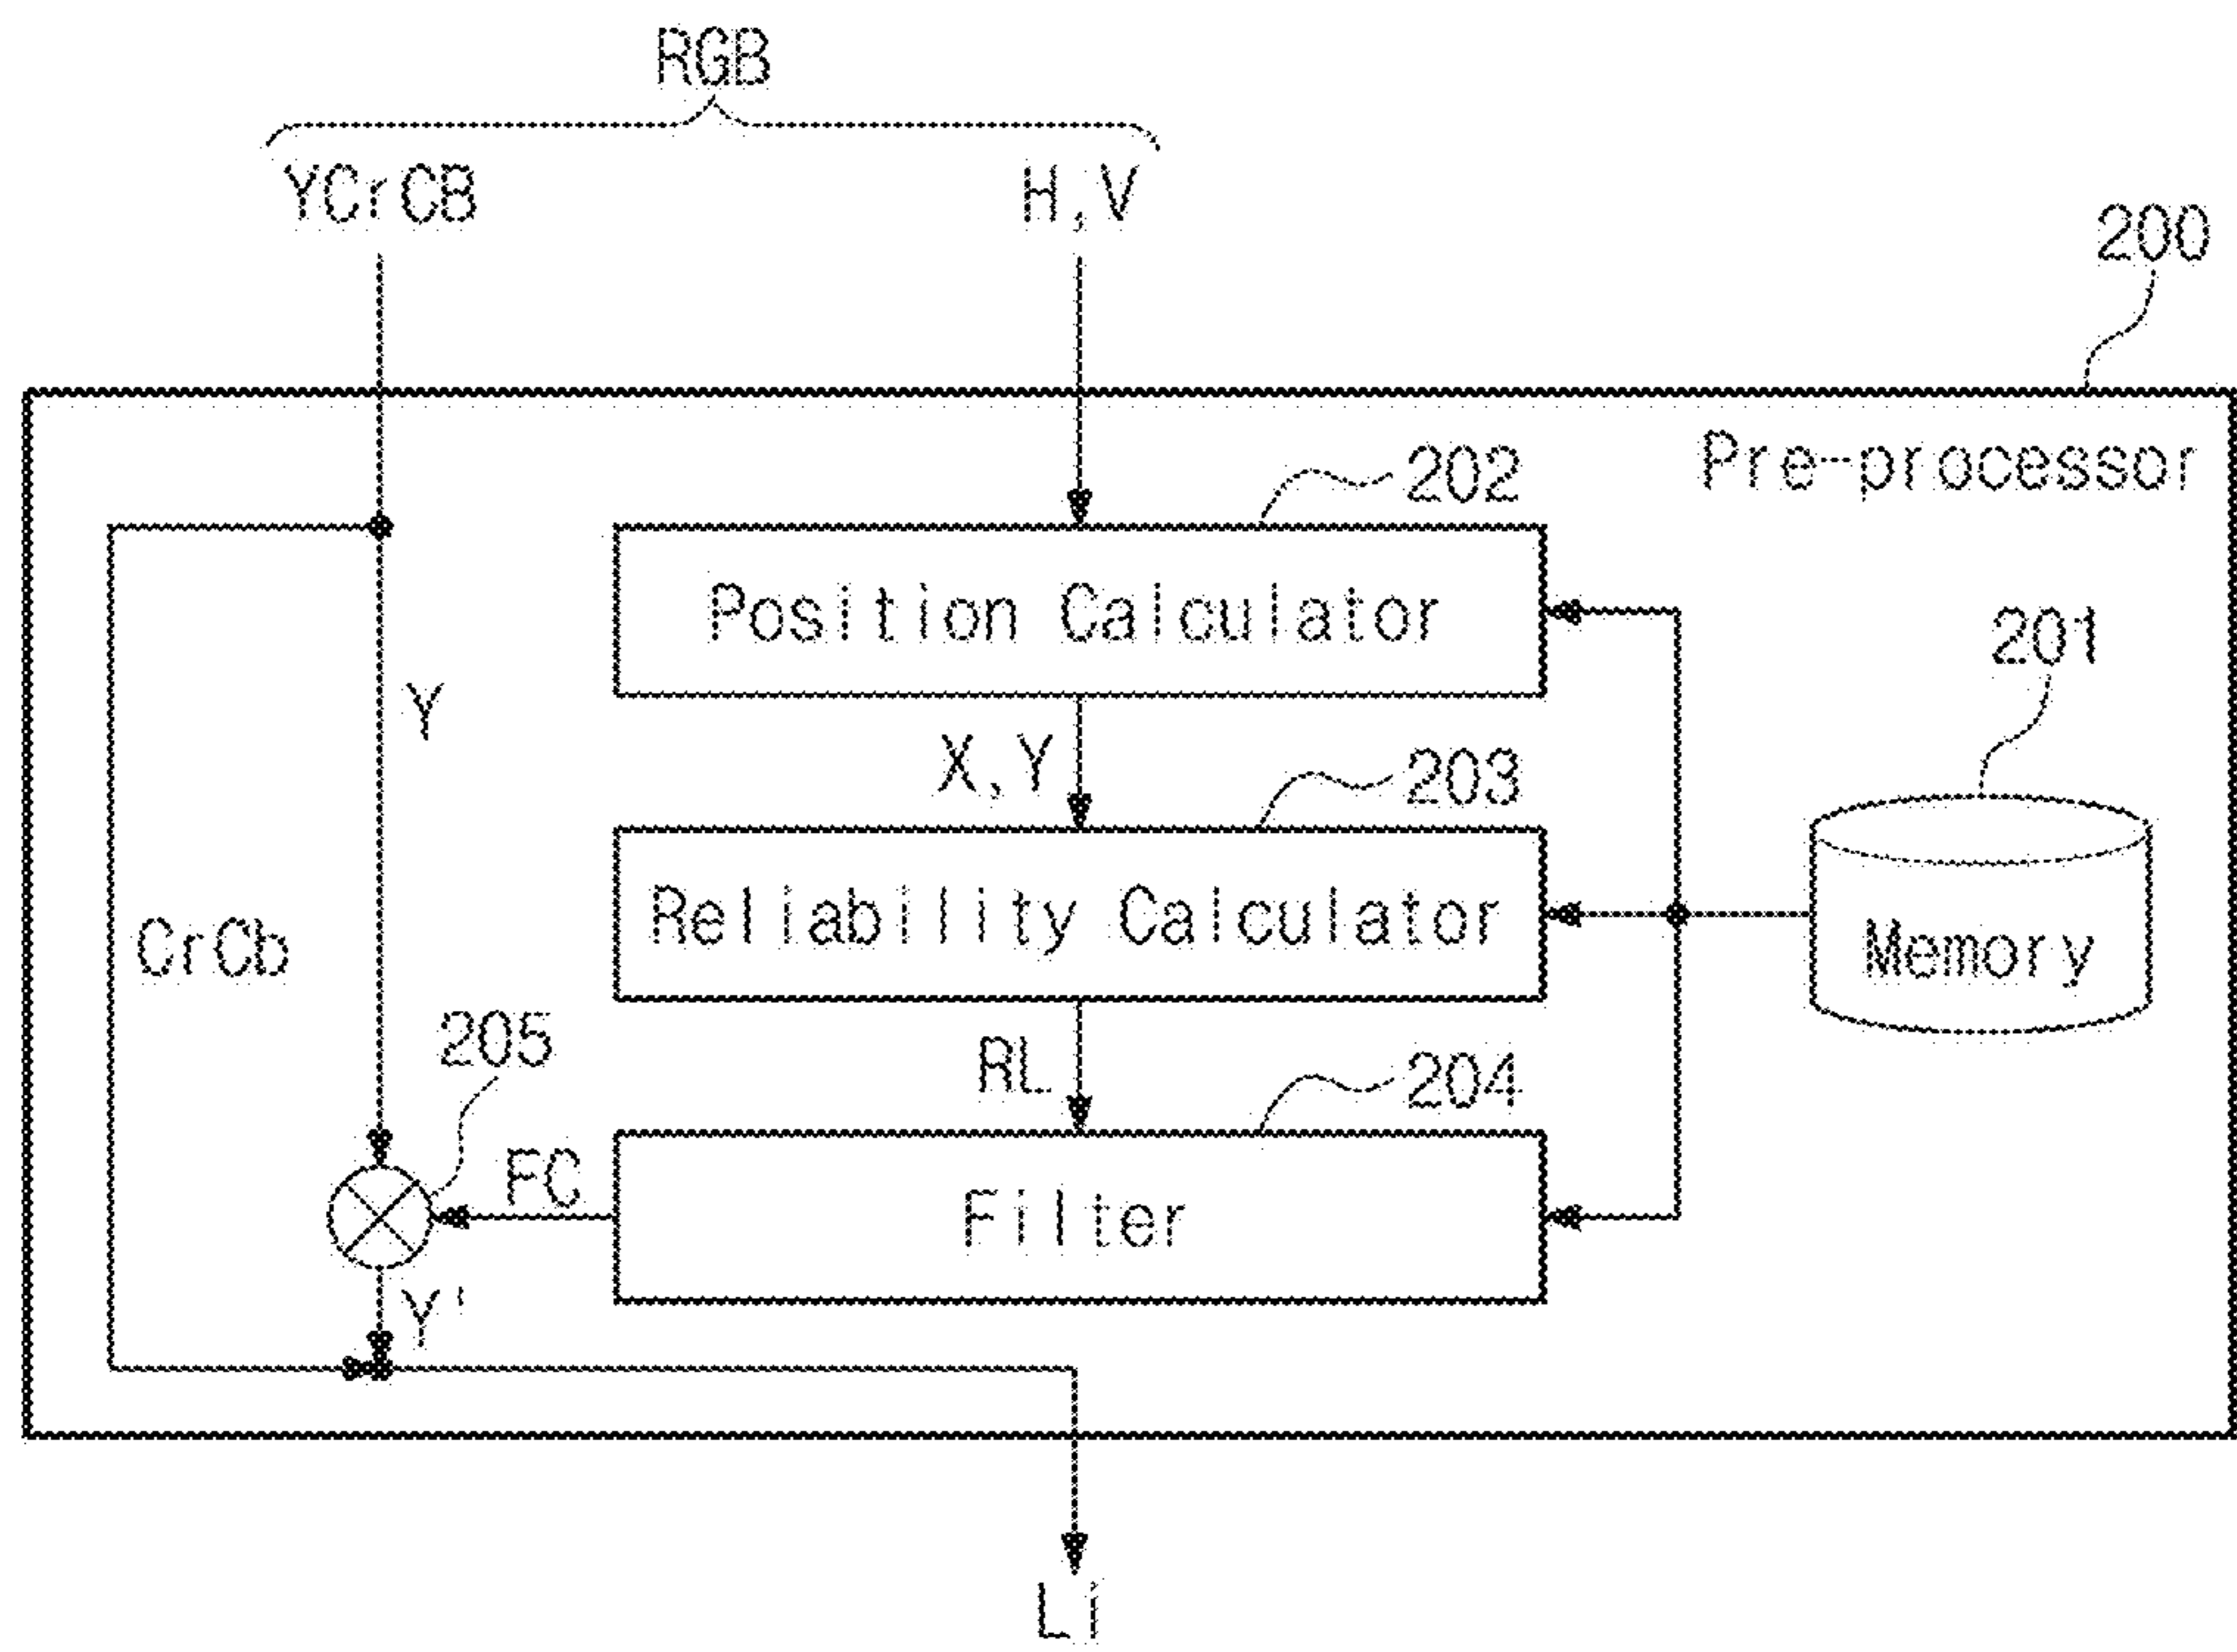 RGB
YCrCB
H,V
200
Pre-processor
202
Position Calculator
201
Y
X,Y
203
Reliability Calculator
Memory
CrCb
205
RL
204
FC
Filter
Y'
Li